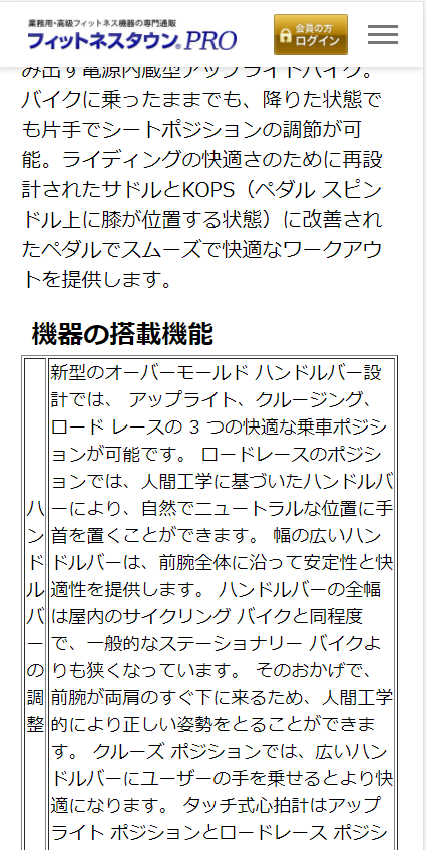 業務用・高級フィットネス機器の専門通販
フィットネスタウン®PRO
会員の方
ログイン
み出す電源内蔵型アップライトバイク。
バイクに乗ったままでも、降りた状態で
も片手でシートポジションの調節が可
能。ライディングの快適さのために再設
計されたサドルとKOPS（ペダル スピン
ドル上に膝が位置する状態）に改善され
たペダルでスムーズで快適なワークアウ
トを提供します。
機器の搭載機能
ハンドルバーの調整
新型のオーバーモールド ハンドルバー設
計では、 アップライト、クルージング、
ロード レースの 3 つの快適な乗車ポジシ
ョンが可能です。 ロードレースのポジシ
ョンでは、人間工学に基づいたハンドルバ
ーにより、自然でニュートラルな位置に手
首を置くことができます。 幅の広いハン
ドルバーは、前腕全体に沿って安定性と快
適性を提供します。 ハンドルバーの全幅
は屋内のサイクリング バイクと同程度
で、一般的なステーショナリー バイクよ
りも狭くなっています。 そのおかげで、
前腕が両肩のすぐ下に来るため、人間工学
的により正しい姿勢をとることができま
す。 クルーズ ポジションでは、広いハン
ドルバーにユーザーの手を乗せるとより快
適になります。 タッチ式心拍計はアップ
ライト ポジションとロードレース ポジシ